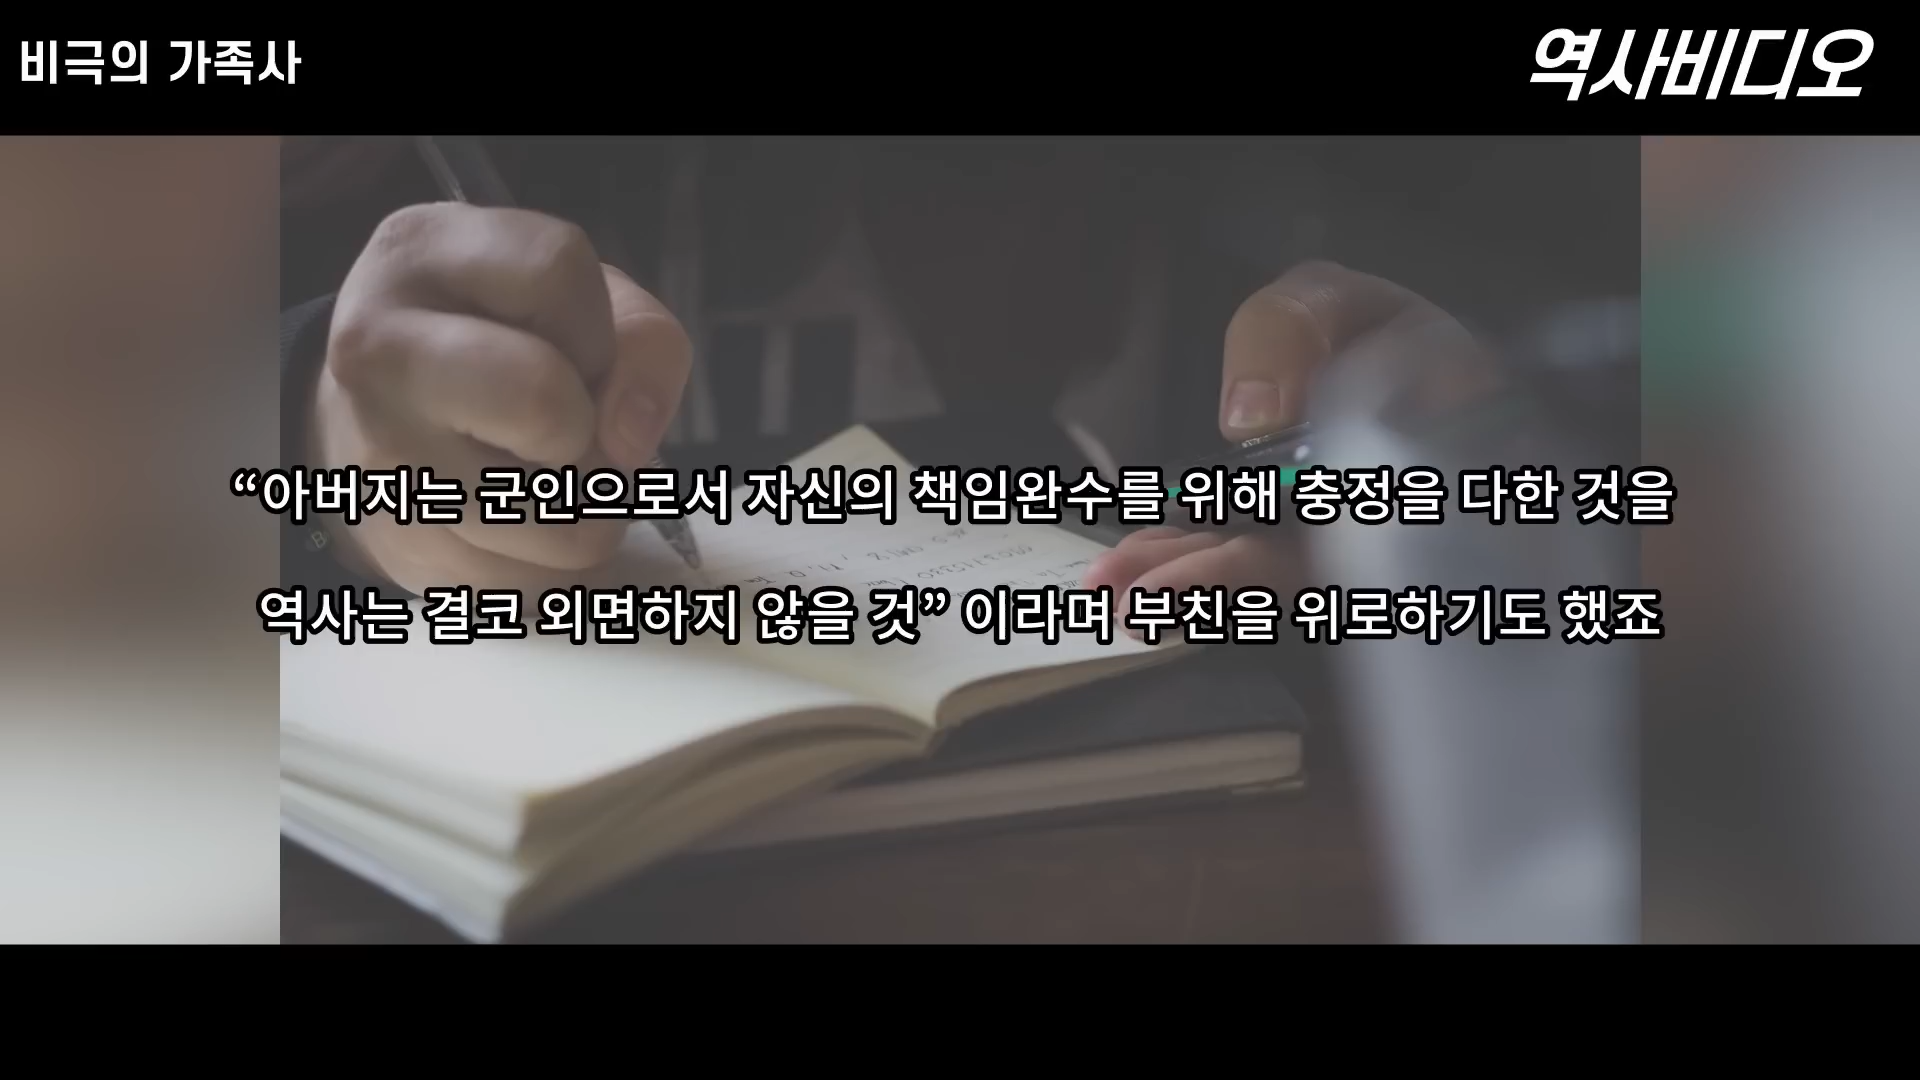 비극의 가족사
역사비디오
“아버지는 군인으로서 자신의 책임완수를 위해 충정을 다한 것을
역사는 결코 외면하지 않을 것” 이라며 부친을 위로하기도 했죠